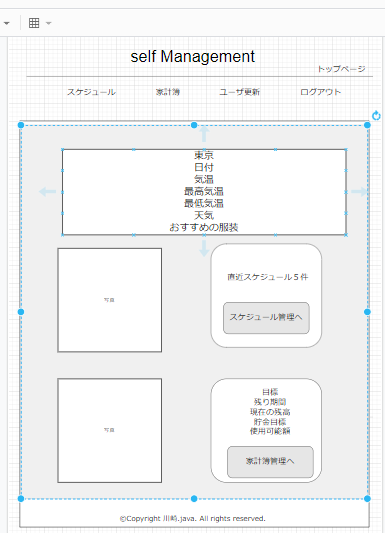 self Management
トップページ
スケジュール 家計簿 ユーザ更新 ログアウト
東京
日付
気温
最高気温
最低気温
天気
おすすめの服装
写真
直近スケジュール5件
スケジュール管理へ
写真
目標
残り期間
現在の残高
貯金目標
使用可能額
家計簿管理へ
©Copyright 川崎.java. All rights reserved.